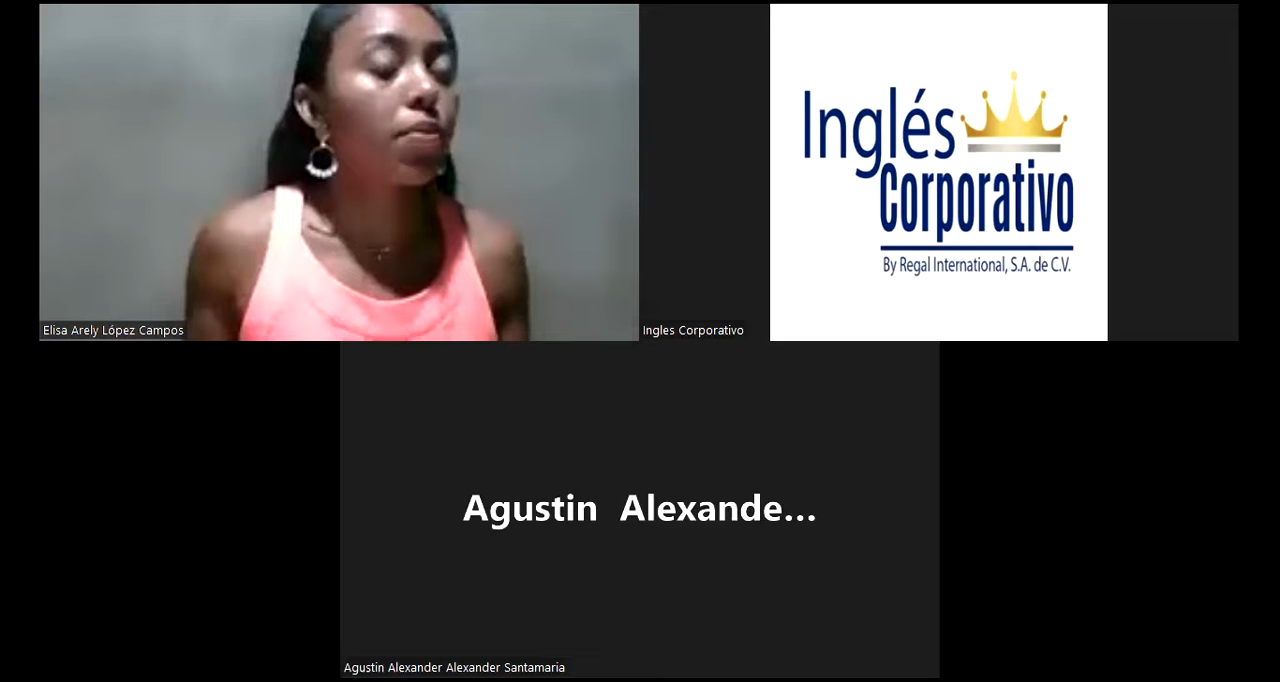 Inglés
Corporativo
By Regal International, S.A. de C.V.
Elisa Arely López Campos
Ingles Corporativo
Agustin Alexande...
Agustin Alexander Alexander Santamaria